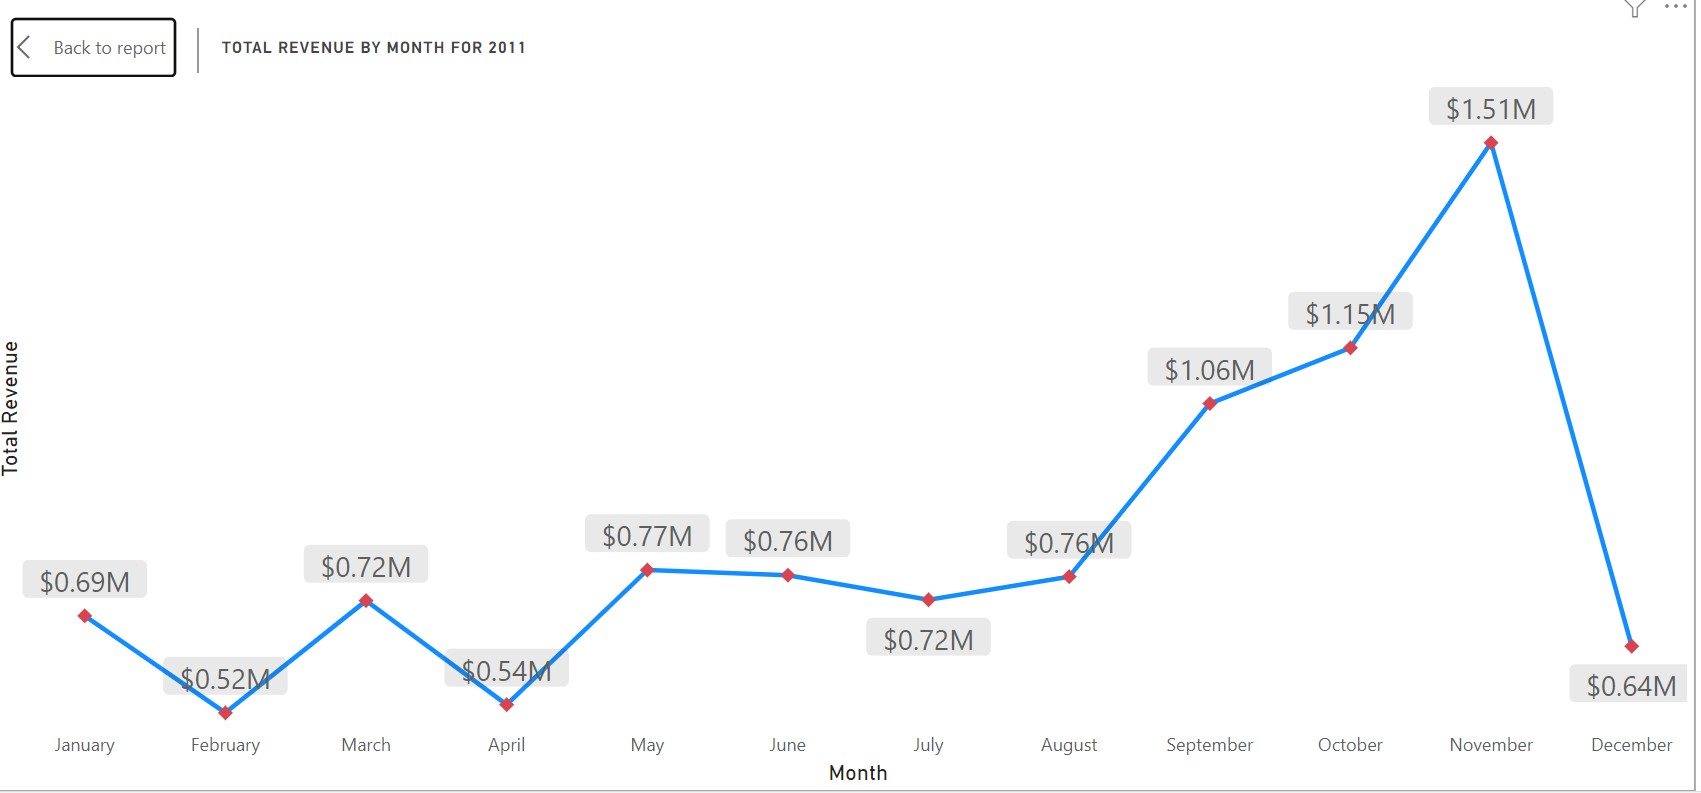 Back to report
TOTAL REVENUE BY MONTH FOR 2011
Total Revenue
$0.69M
$0.52M
$0.72M
$0.54M
$0.77M
$0.76M
$0.72M
$0.76M
$1.06M
$1.15M
$1.51M
$0.64M
January February March April May June July August September October November December
Month